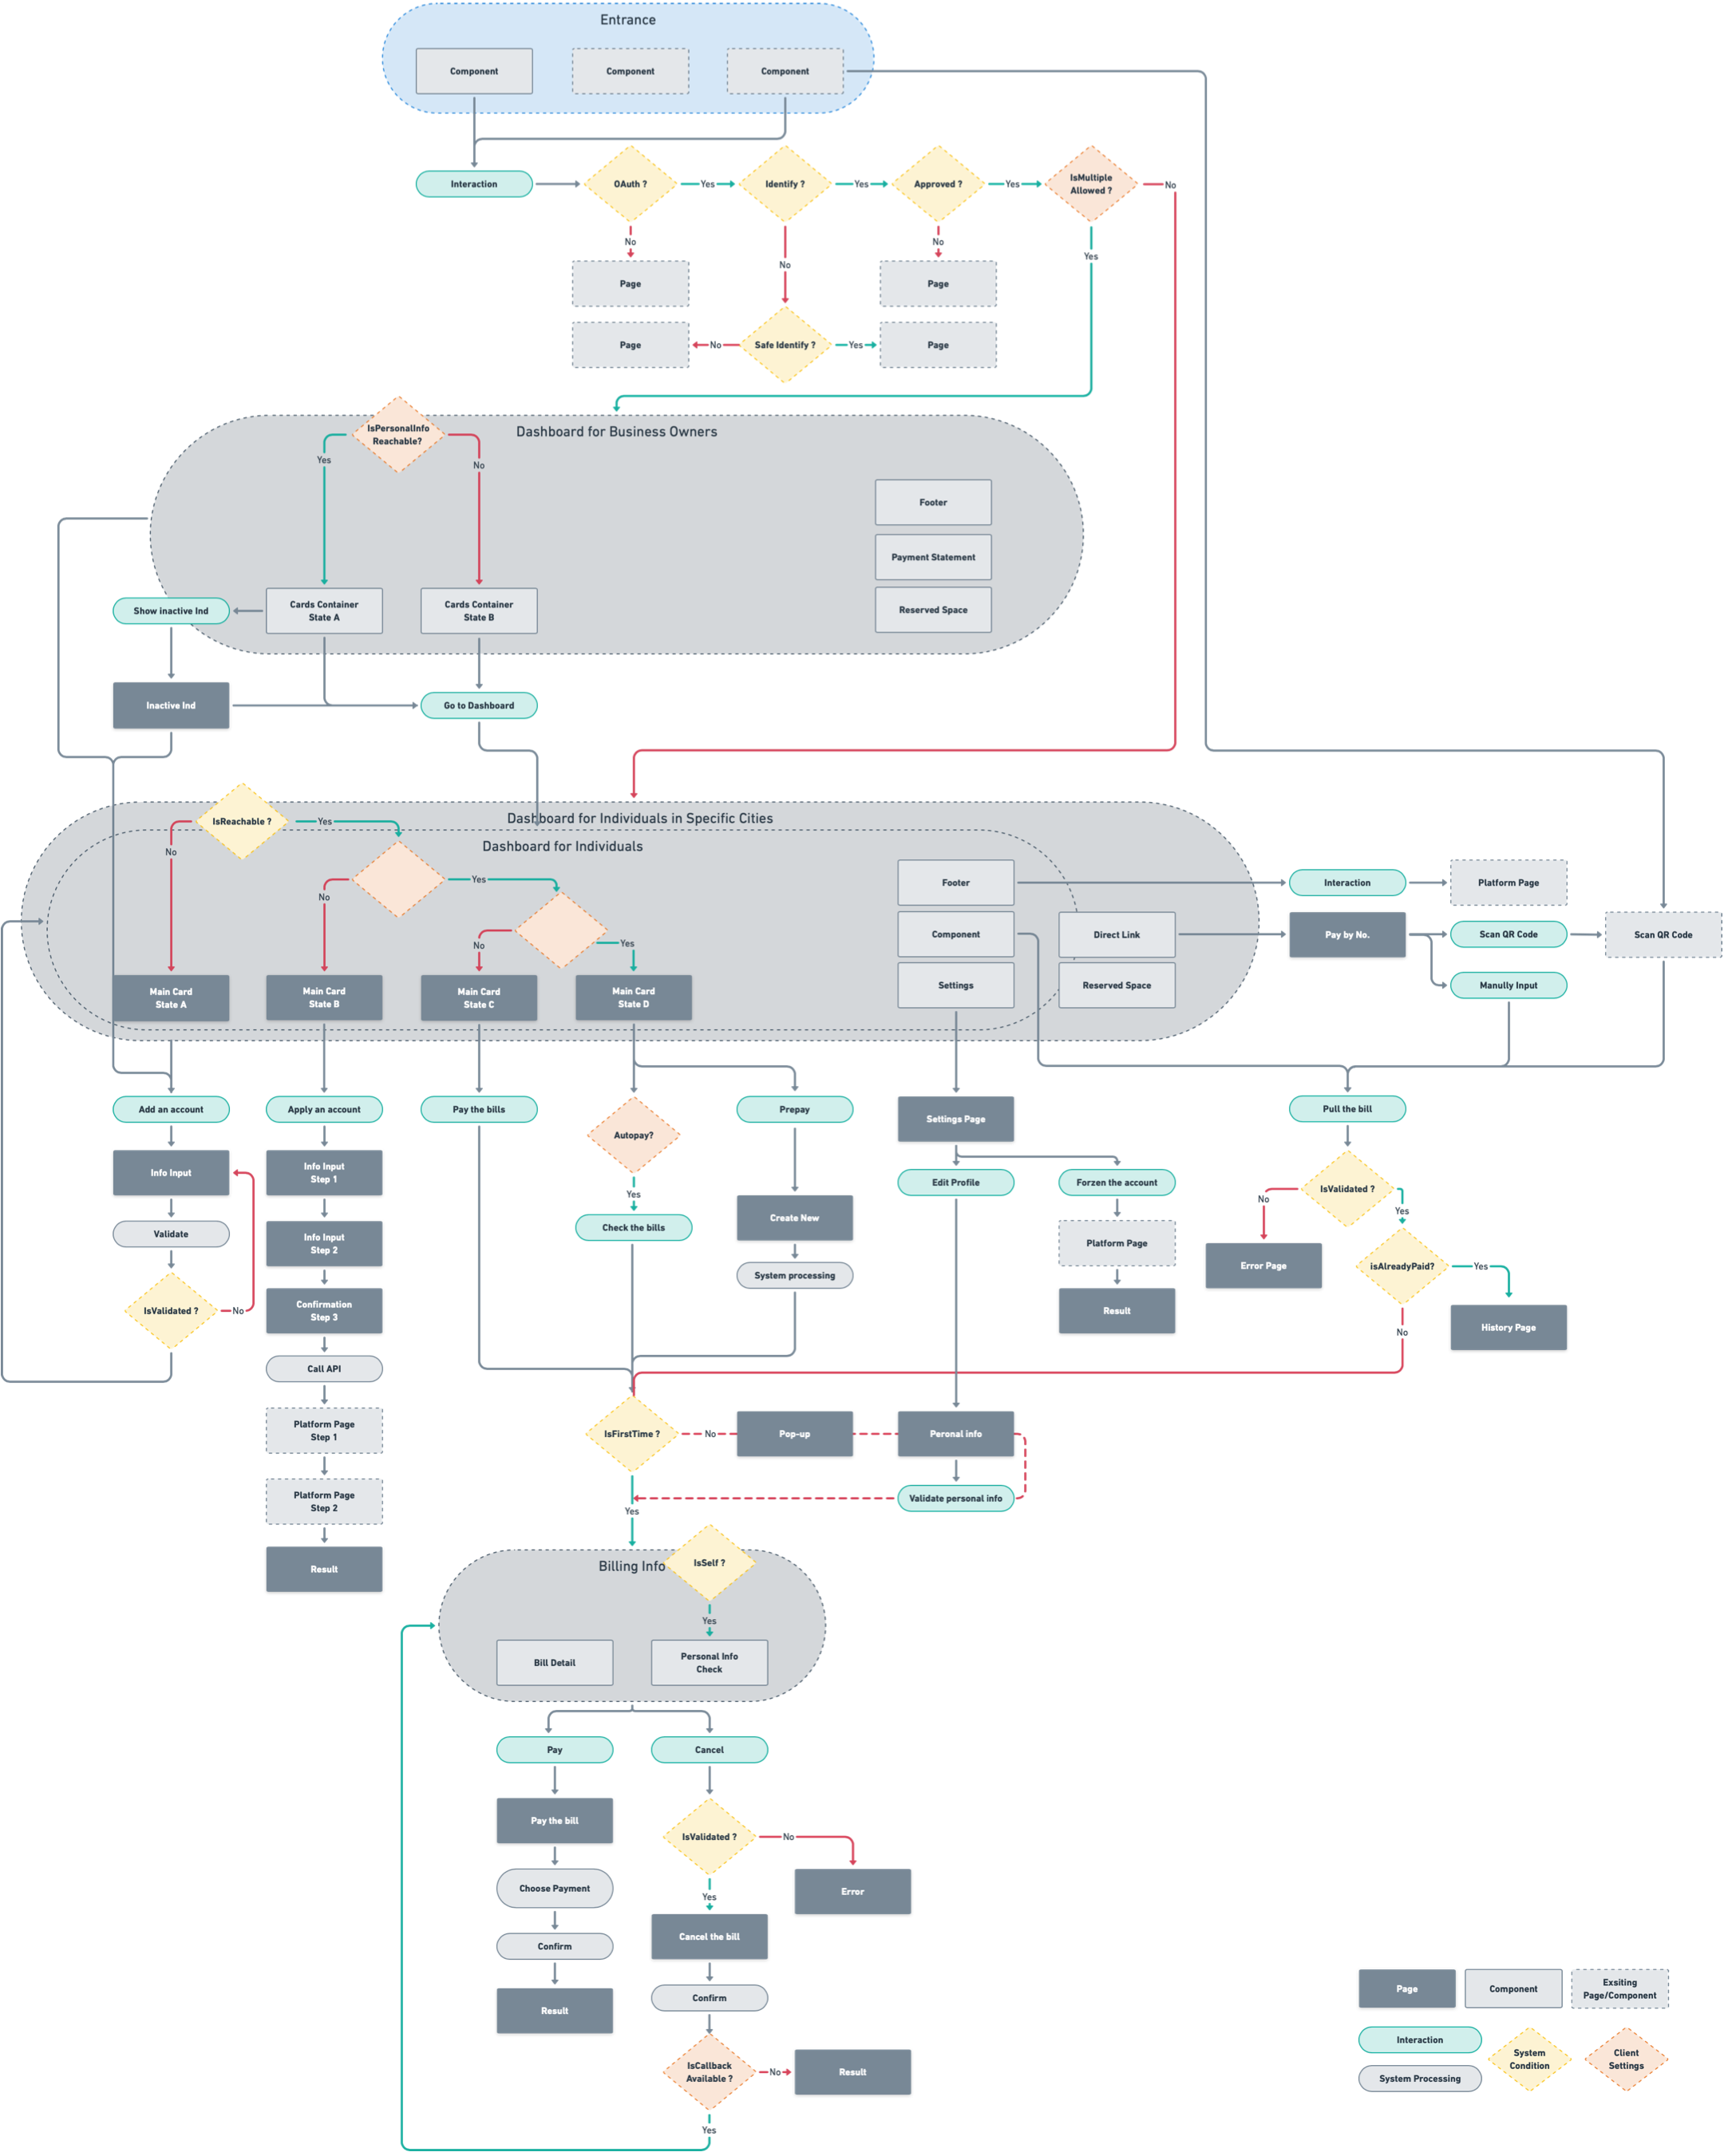 Entrance
Component
Component
Component
Interaction
OAuth ?
Yes
Identify ?
Yes
Approved ?
Yes
IsMultiple
Allowed ?
No
No
No
No
Yes
Page
Page
Page
No
Safe Identify ?
Yes
Page
IsPersonalInfo
Reachable?
Dashboard for Business Owners
Yes
No
Footer
Payment Statement
Reserved Space
Show inactive Ind
Cards Container
State A
Cards Container
State B
Inactive Ind
Go to Dashboard
Dashboard for Individuals in Specific Cities
IsReachable ?
Yes
Dashboard for Individuals
No
Yes
No
No
Yes
Footer
Component
Settings
Direct Link
Reserved Space
Interaction
Platform Page
Pay by No.
Scan QR Code
Scan QR Code
Manully Input
Main Card
State A
Main Card
State B
Main Card
State C
Main Card
State D
Add an account
Apply an account
Pay the bills
Autopay?
Prepay
Settings Page
Pull the bill
Info Input
Info Input
Step 1
Yes
Edit Profile
Forzen the account
IsValidated ?
No
Yes
Validate
Info Input
Step 2
Check the bills
Create New
Platform Page
Error Page
isAlreadyPaid?
Yes
System processing
IsValidated ?
No
Confirmation
Step 3
Result
History Page
No
Call API
Platform Page
Step 1
IsFirstTime ?
No
Pop-up
Peronal info
Platform Page
Step 2
Validate personal info
Yes
Result
Billing Info
IsSelf ?
Yes
Bill Detail
Personal Info
Check
Pay
Cancel
Pay the bill
IsValidated ?
No
Choose Payment
Yes
Error
Confirm
Cancel the bill
Result
Confirm
IsCallback
Available ?
No
Result
Yes
Page
Component
Exsiting
Page/Component
Interaction
System Processing
System
Condition
Client
Settings